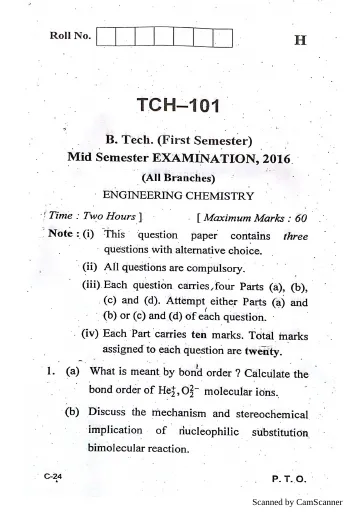 Roll No.
H
TCH–101
B. Tech. (First Semester)
Mid Semester EXAMINATION, 2016
(All Branches)
ENGINEERING CHEMISTRY
Time : Two Hours ]
[ Maximum Marks : 60
Note : (i) This question paper contains three
questions with alternative choice.
(ii) All questions are compulsory.
(iii) Each question carries four Parts (a), (b),
(c) and (d). Attempt either Parts (a) and
(b) or (c) and (d) of each question.
(iv) Each Part carries ten marks. Total marks
assigned to each question are twenty.
1. (a) What is meant by bond order ? Calculate the
bond order of He₂⁺, O₂²⁻ molecular ions.
(b) Discuss the mechanism and stereochemical
implication of nucleophilic substitution
bimolecular reaction.
C-24
P. T. O.
Scanned by CamScanner